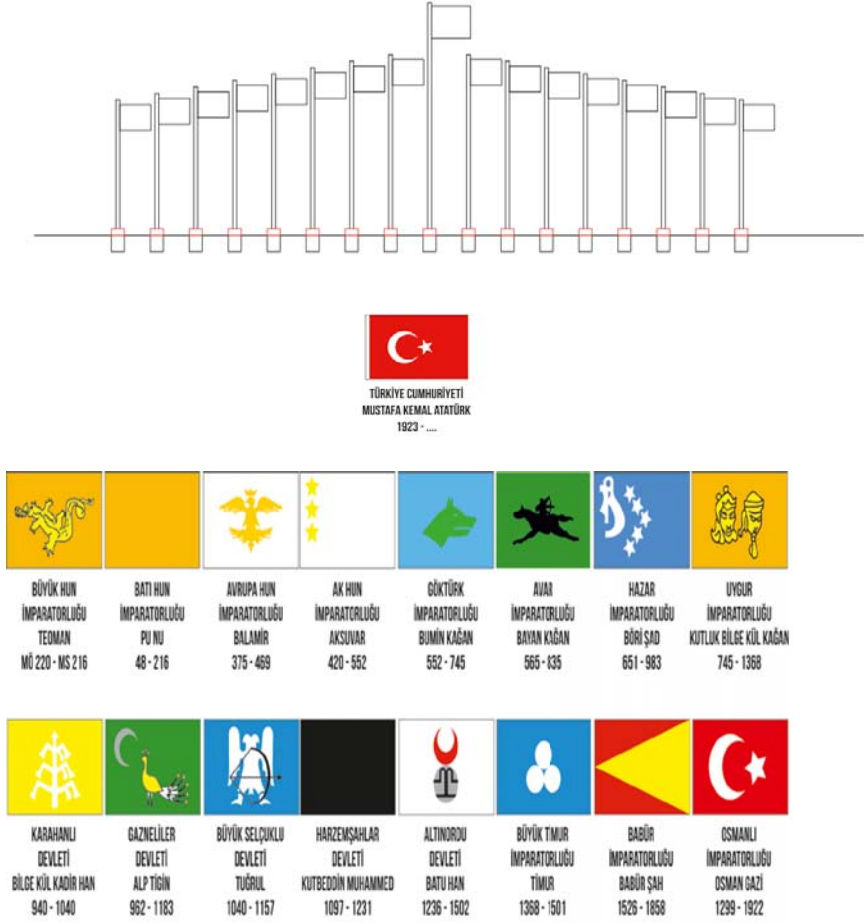 TÜRKİYE CUMHURİYETİ
MUSTAFA KEMAL ATATÜRK
1923 - ....
BÜYÜK HUN
İMPARATORLUĞU
TEOMAN
MÖ 220 - MS 216
BATI HUN
İMPARATORLUĞU
PU NU
48 - 216
AVRUPA HUN
İMPARATORLUĞU
BALAMİR
375 - 469
AK HUN
İMPARATORLUĞU
AKSUVAR
420 - 552
GÖKTÜRK
İMPARATORLUĞU
BUMİN KAĞAN
552 - 745
AVAR
İMPARATORLUĞU
BAYAN KAĞAN
565 - 835
HAZAR
İMPARATORLUĞU
BÖRİ ŞAD
651 - 983
UYGUR
İMPARATORLUĞU
KUTLUK BİLGE KÜL KAĞAN
745 - 1368
KARAHANLI
DEVLETİ
BİLGE KÜL KADİR HAN
940 - 1040
GAZNELİLER
DEVLETİ
ALP TİGİN
962 - 1183
BÜYÜK SELÇUKLU
DEVLETİ
TUĞRUL
1040 - 1157
HARZEMŞAHLAR
DEVLETİ
KUTBEDDİN MUHAMMED
1097 - 1231
ALTINORDU
DEVLETİ
BATU HAN
1236 - 1502
BÜYÜK TİMUR
İMPARATORLUĞU
TİMUR
1368 - 1501
BABÜR
İMPARATORLUĞU
BABÜR ŞAH
1526 - 1858
OSMANLI
İMPARATORLUĞU
OSMAN GAZİ
1299 - 1922